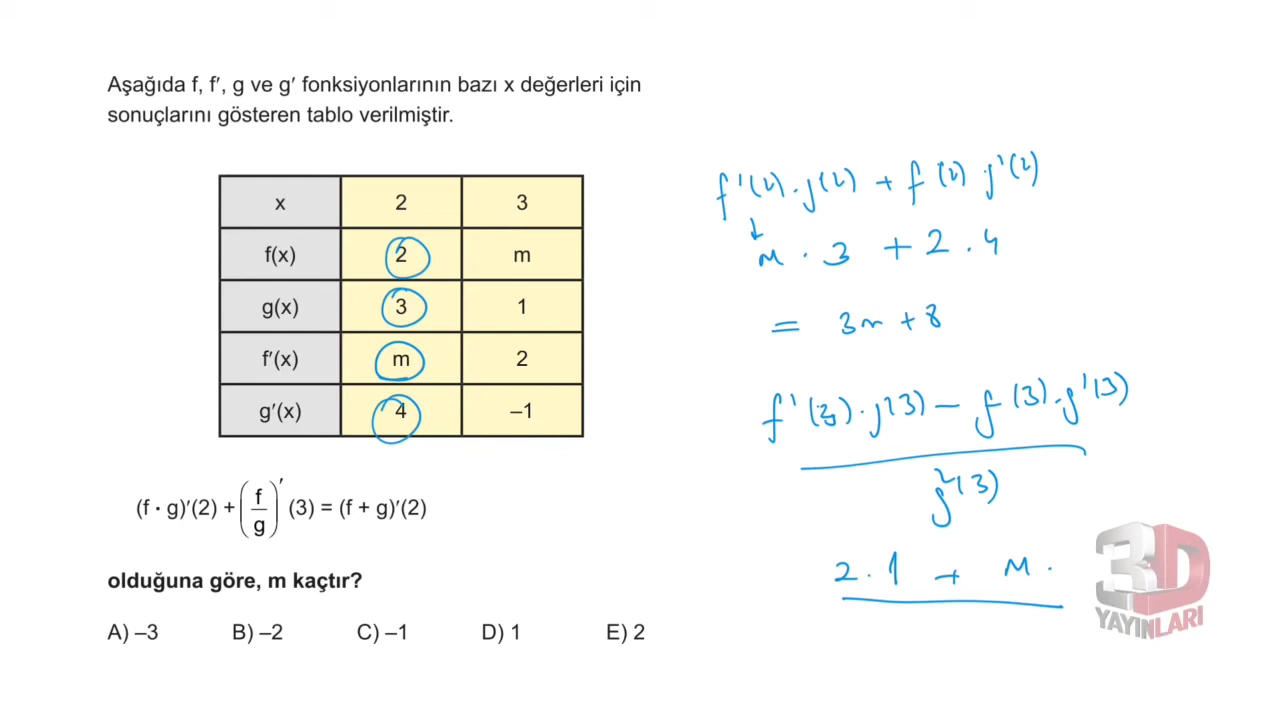 Aşağıda f, f′, g ve g′ fonksiyonlarının bazı x değerleri için
sonuçlarını gösteren tablo verilmiştir.
x 2 3
f(x) 2 m
g(x) 3 1
f′(x) m 2
g′(x) 4 –1
(f · g)′(2) + (f/g)′ (3) = (f + g)′(2)
olduğuna göre, m kaçtır?
A) –3 B) –2 C) –1 D) 1 E) 2
f'(2).g(2) + f(2) g'(2)
↓
m . 3 + 2 . 4
= 3m + 8
f'(3).g(3) – f(3).g'(3)
g²(3)
2.1 + m.
3D
YAYINLARI